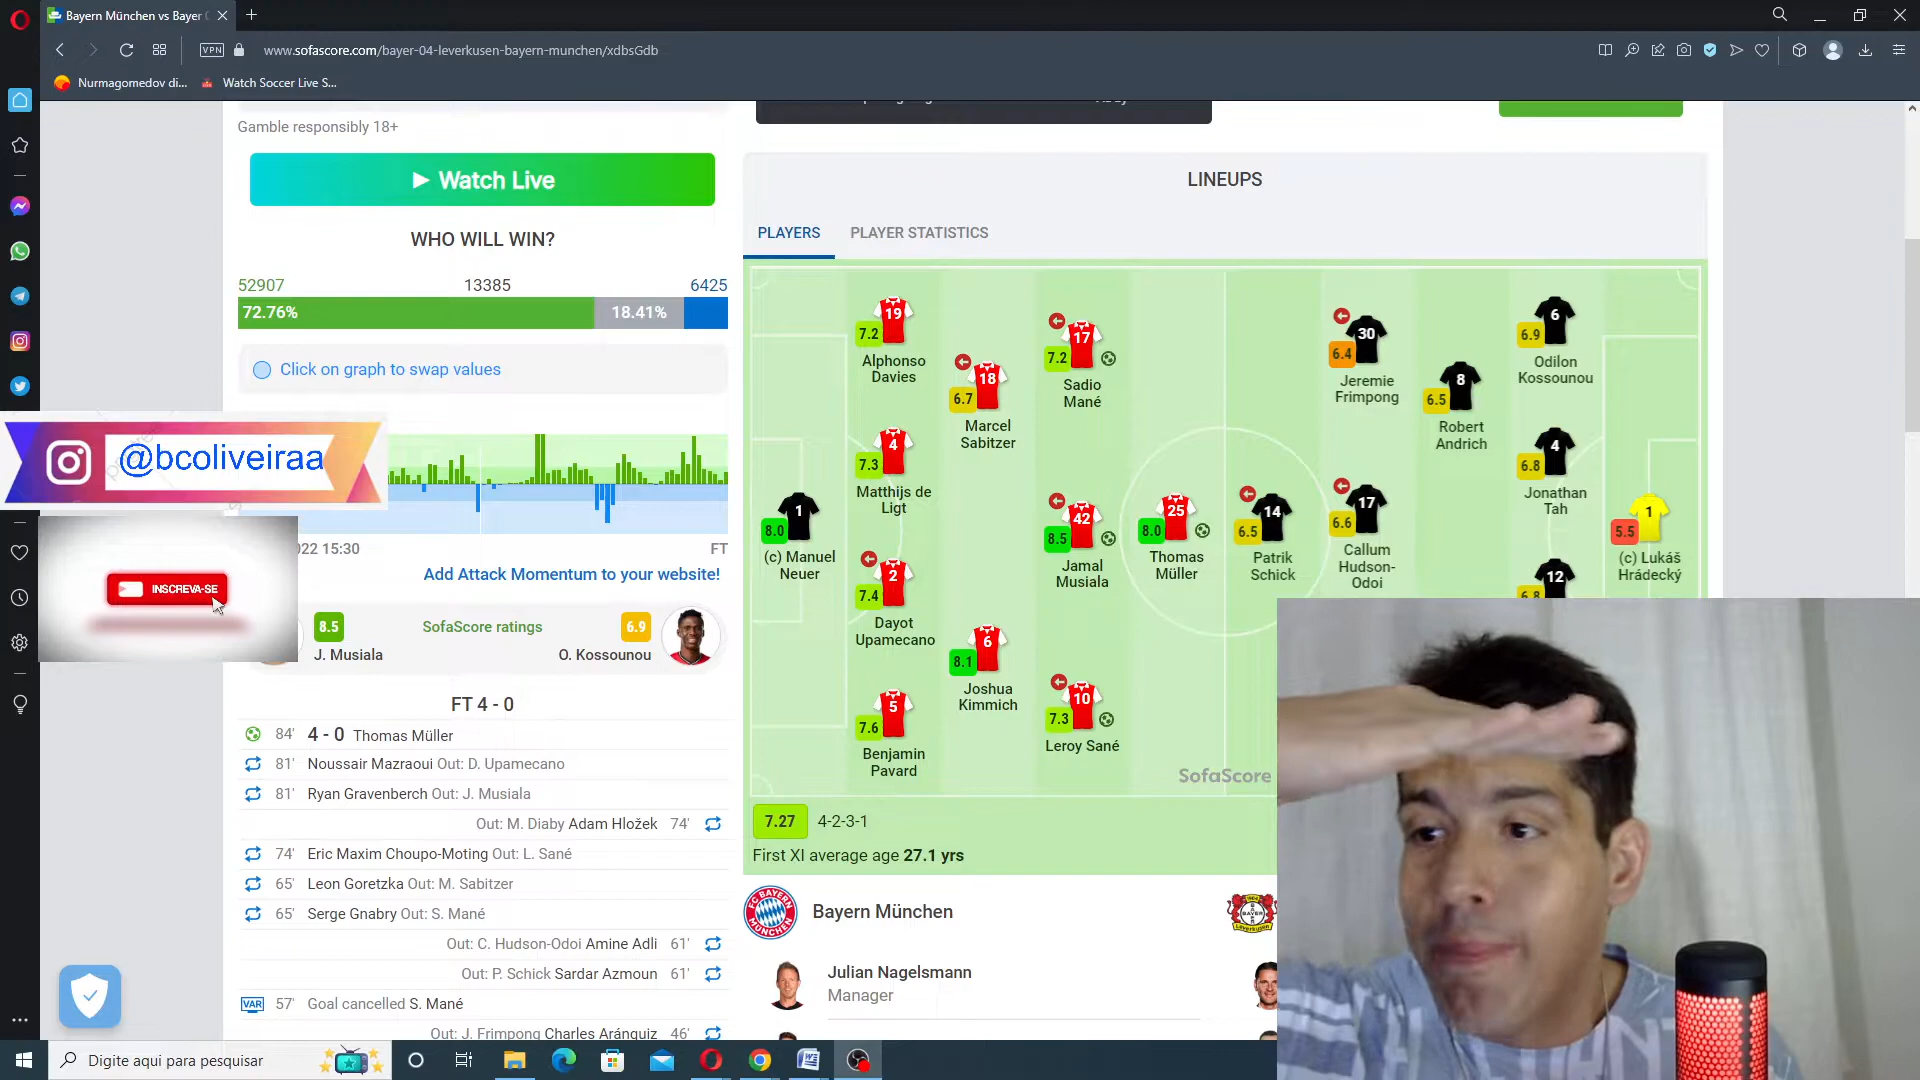 Bayern München vs Bayer
www.sofascore.com/bayer-04-leverkusen-bayern-munchen/xdbsGdb
VPN
Nurmagomedov di...
Watch Soccer Live S...
Gamble responsibly 18+
Watch Live
WHO WILL WIN?
52907 13385 6425
72.76% 18.41%
Click on graph to swap values
@bcoliveiraa
022 15:30 FT
INSCREVA-SE
Add Attack Momentum to your website!
8.5 SofaScore ratings 6.9
J. Musiala O. Kossounou
FT 4 - 0
84' 4 - 0 Thomas Müller
81' Noussair Mazraoui Out: D. Upamecano
81' Ryan Gravenberch Out: J. Musiala
Out: M. Diaby Adam Hložek 74'
74' Eric Maxim Choupo-Moting Out: L. Sané
65' Leon Goretzka Out: M. Sabitzer
65' Serge Gnabry Out: S. Mané
Out: C. Hudson-Odoi Amine Adli 61'
Out: P. Schick Sardar Azmoun 61'
VAR 57' Goal cancelled S. Mané
Out: J. Frimpong Charles Aránguiz 46'
LINEUPS
PLAYERS PLAYER STATISTICS
1
8.0
(c) Manuel
Neuer
19
7.2
Alphonso
Davies
4
7.3
Matthijs de
Ligt
2
7.4
Dayot
Upamecano
5
7.6
Benjamin
Pavard
18
6.7
Marcel
Sabitzer
6
8.1
Joshua
Kimmich
17
7.2
Sadio
Mané
42
8.5
Jamal
Musiala
10
7.3
Leroy Sané
25
8.0
Thomas
Müller
14
6.5
Patrik
Schick
30
6.4
Jeremie
Frimpong
17
6.6
Callum
Hudson-
Odoi
8
6.5
Robert
Andrich
6
6.9
Odilon
Kossounou
4
6.8
Jonathan
Tah
12
6.8
1
5.5
(c) Lukáš
Hrádecký
SofaScore
7.27 4-2-3-1
First XI average age 27.1 yrs
Bayern München
Julian Nagelsmann
Manager
Digite aqui para pesquisar